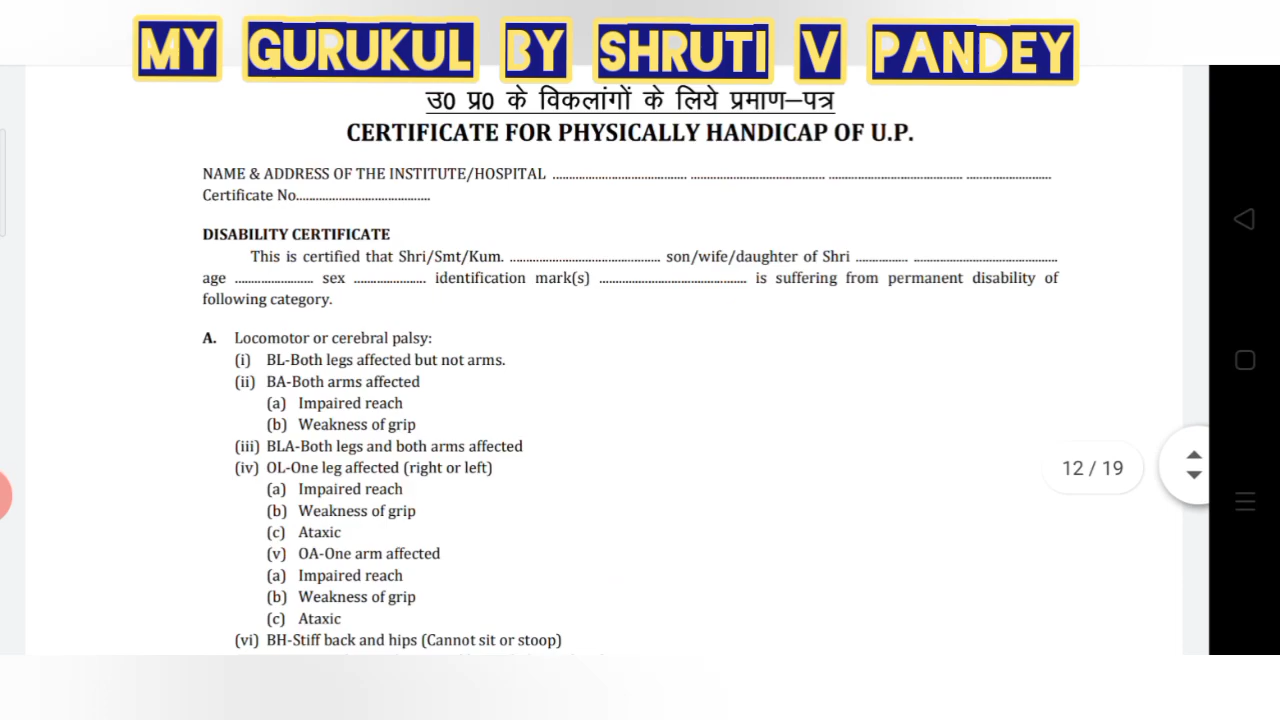 MY GURUKUL BY SHRUTI V PANDEY
उ0 प्र0 के विकलांगों के लिये प्रमाण–पत्र
CERTIFICATE FOR PHYSICALLY HANDICAP OF U.P.
NAME & ADDRESS OF THE INSTITUTE/HOSPITAL ........................................ ........................................ ........................................ .........................
Certificate No........................................
DISABILITY CERTIFICATE
This is certified that Shri/Smt/Kum. ............................................. son/wife/daughter of Shri ................ ...........................................
age ........................ sex ...................... identification mark(s) ............................................ is suffering from permanent disability of
following category.
A. Locomotor or cerebral palsy:
(i) BL-Both legs affected but not arms.
(ii) BA-Both arms affected
(a) Impaired reach
(b) Weakness of grip
(iii) BLA-Both legs and both arms affected
(iv) OL-One leg affected (right or left)
(a) Impaired reach
(b) Weakness of grip
(c) Ataxic
(v) OA-One arm affected
(a) Impaired reach
(b) Weakness of grip
(c) Ataxic
(vi) BH-Stiff back and hips (Cannot sit or stoop)
12 / 19